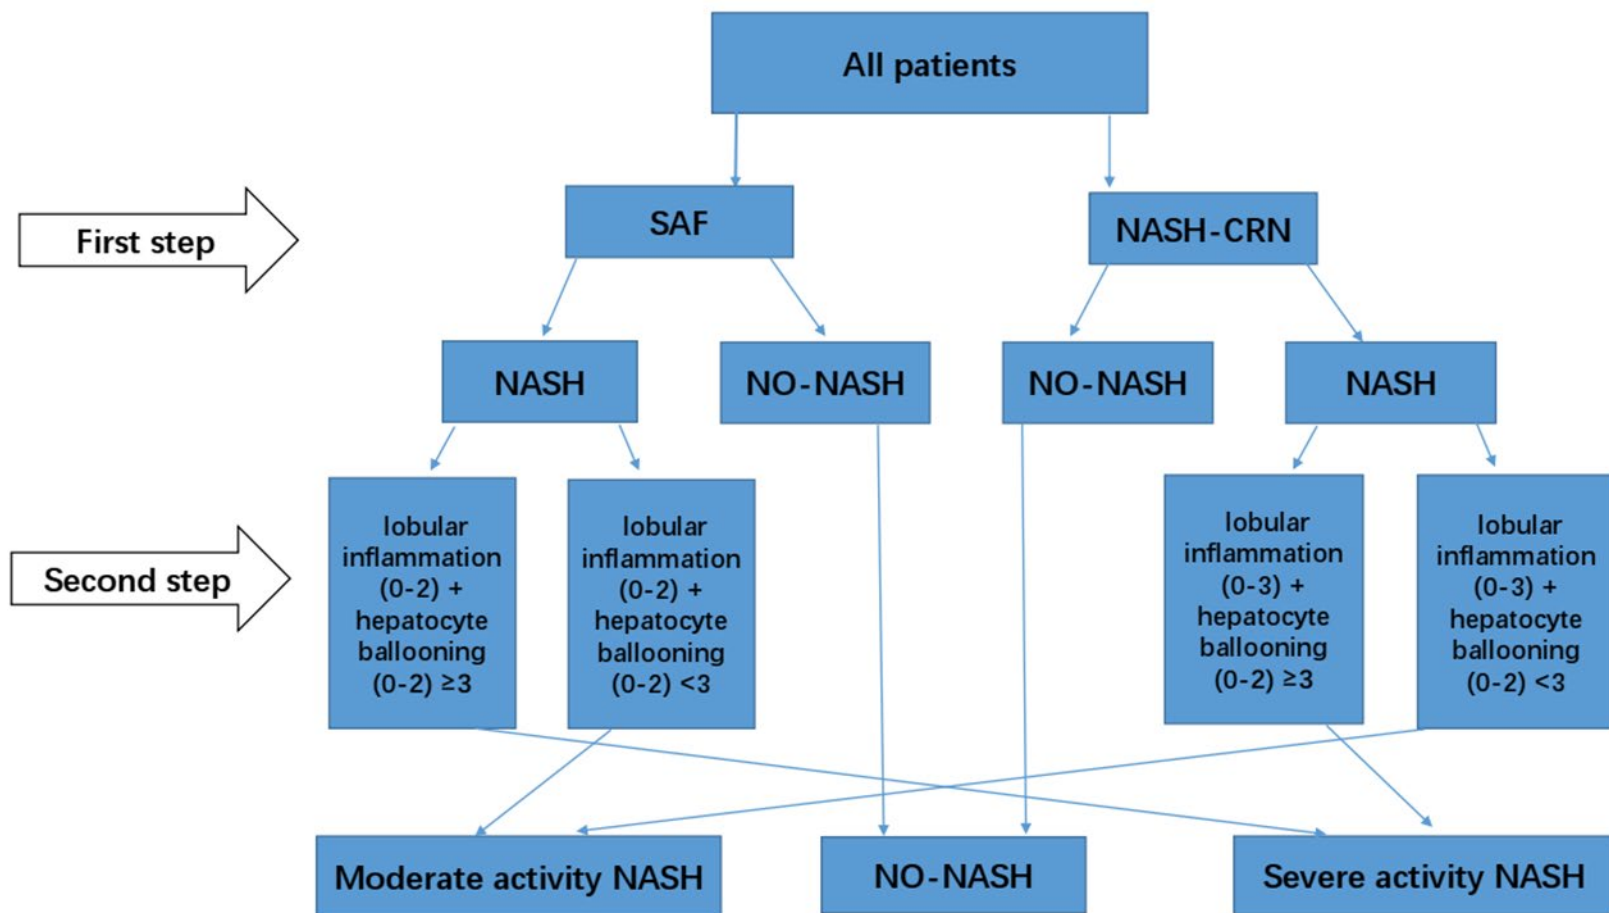 All patients
First step
SAF
NASH-CRN
NASH
NO-NASH
NO-NASH
NASH
Second step
lobular
inflammation
(0-2) +
hepatocyte
ballooning
(0-2) ≥3
lobular
inflammation
(0-2) +
hepatocyte
ballooning
(0-2) <3
lobular
inflammation
(0-3) +
hepatocyte
ballooning
(0-2) ≥3
lobular
inflammation
(0-3) +
hepatocyte
ballooning
(0-2) <3
Moderate activity NASH
NO-NASH
Severe activity NASH